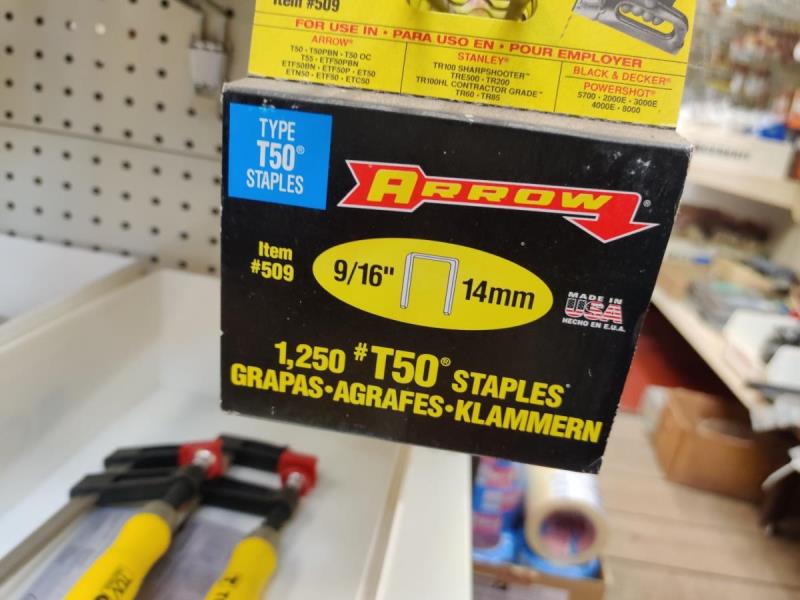 Item #509
FOR USE IN • PARA USO EN • POUR EMPLOYER
ARROW®
T50 • T50PBN • T50 OC
T55 • ETF50PBN
ETF50BN • ETF50P • ET50
ETN50 • ETF50 • ETC50
STANLEY®
TR100 SHARPSHOOTER™
TRE500 • TR200
TR100HL CONTRACTOR GRADE™
TR60 • TR85
BLACK & DECKER®
POWERSHOT®
5700 • 2000E • 3000E
4000E • 8000
TYPE
T50®
STAPLES
ARROW®
Item
#509
9/16" 14mm
MADE IN
USA
HECHO EN E.U.A.
1,250 #T50® STAPLES
GRAPAS•AGRAFES•KLAMMERN